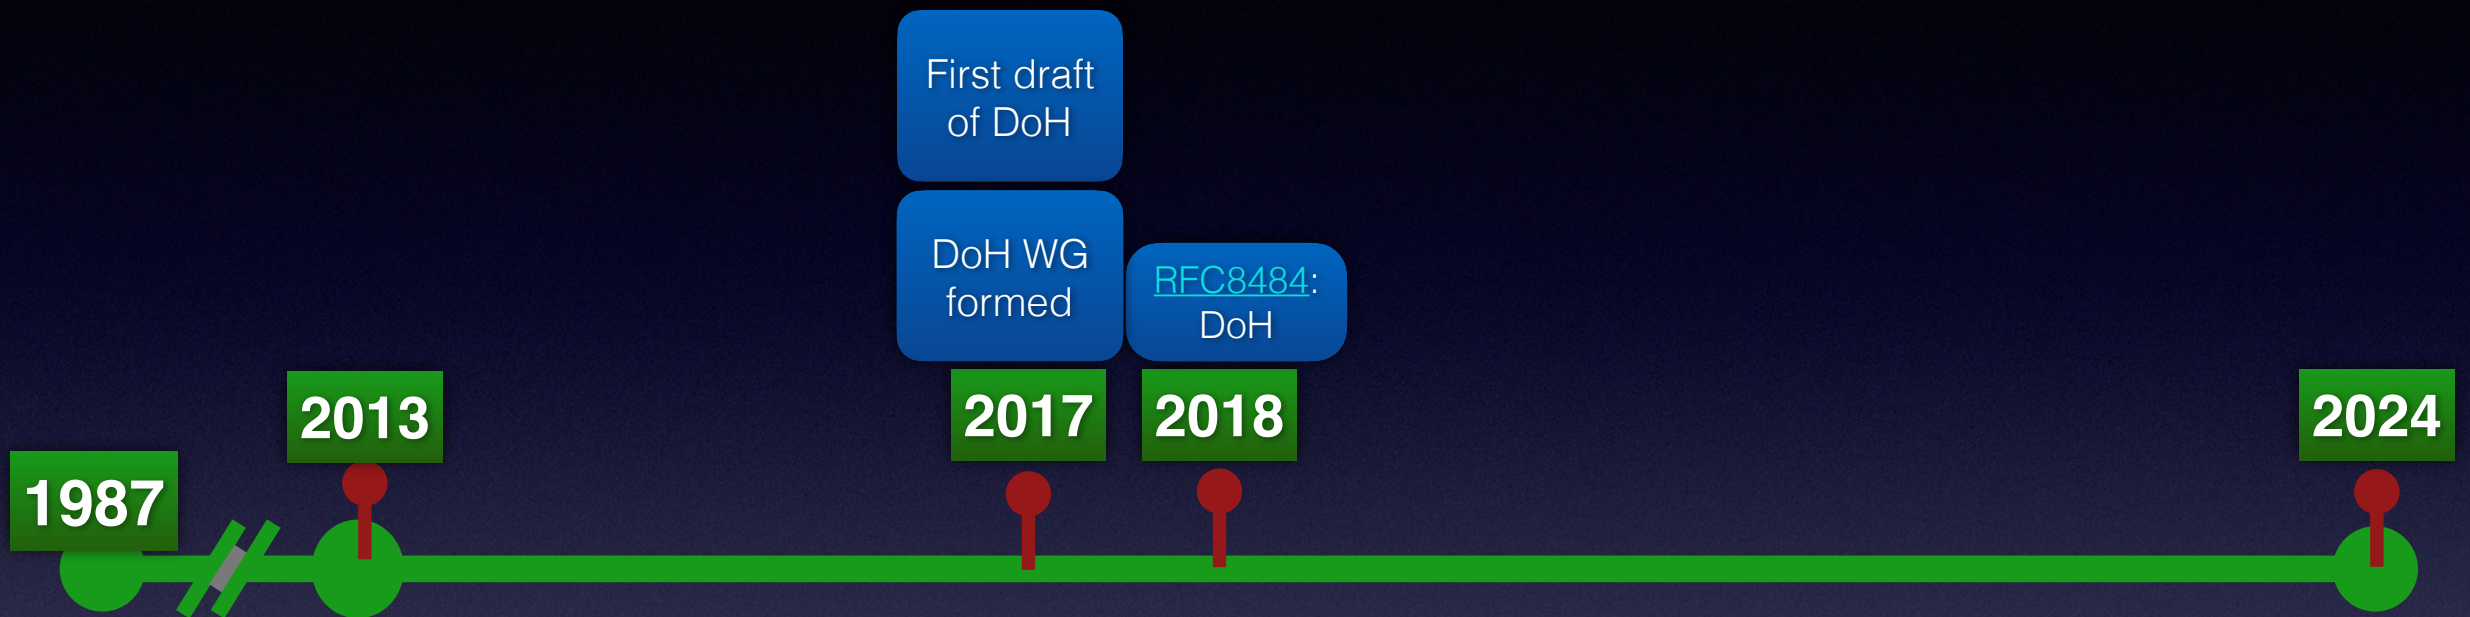 First draft
of DoH
DoH WG
formed
RFC8484:
DoH
1987
2013
2017
2018
2024